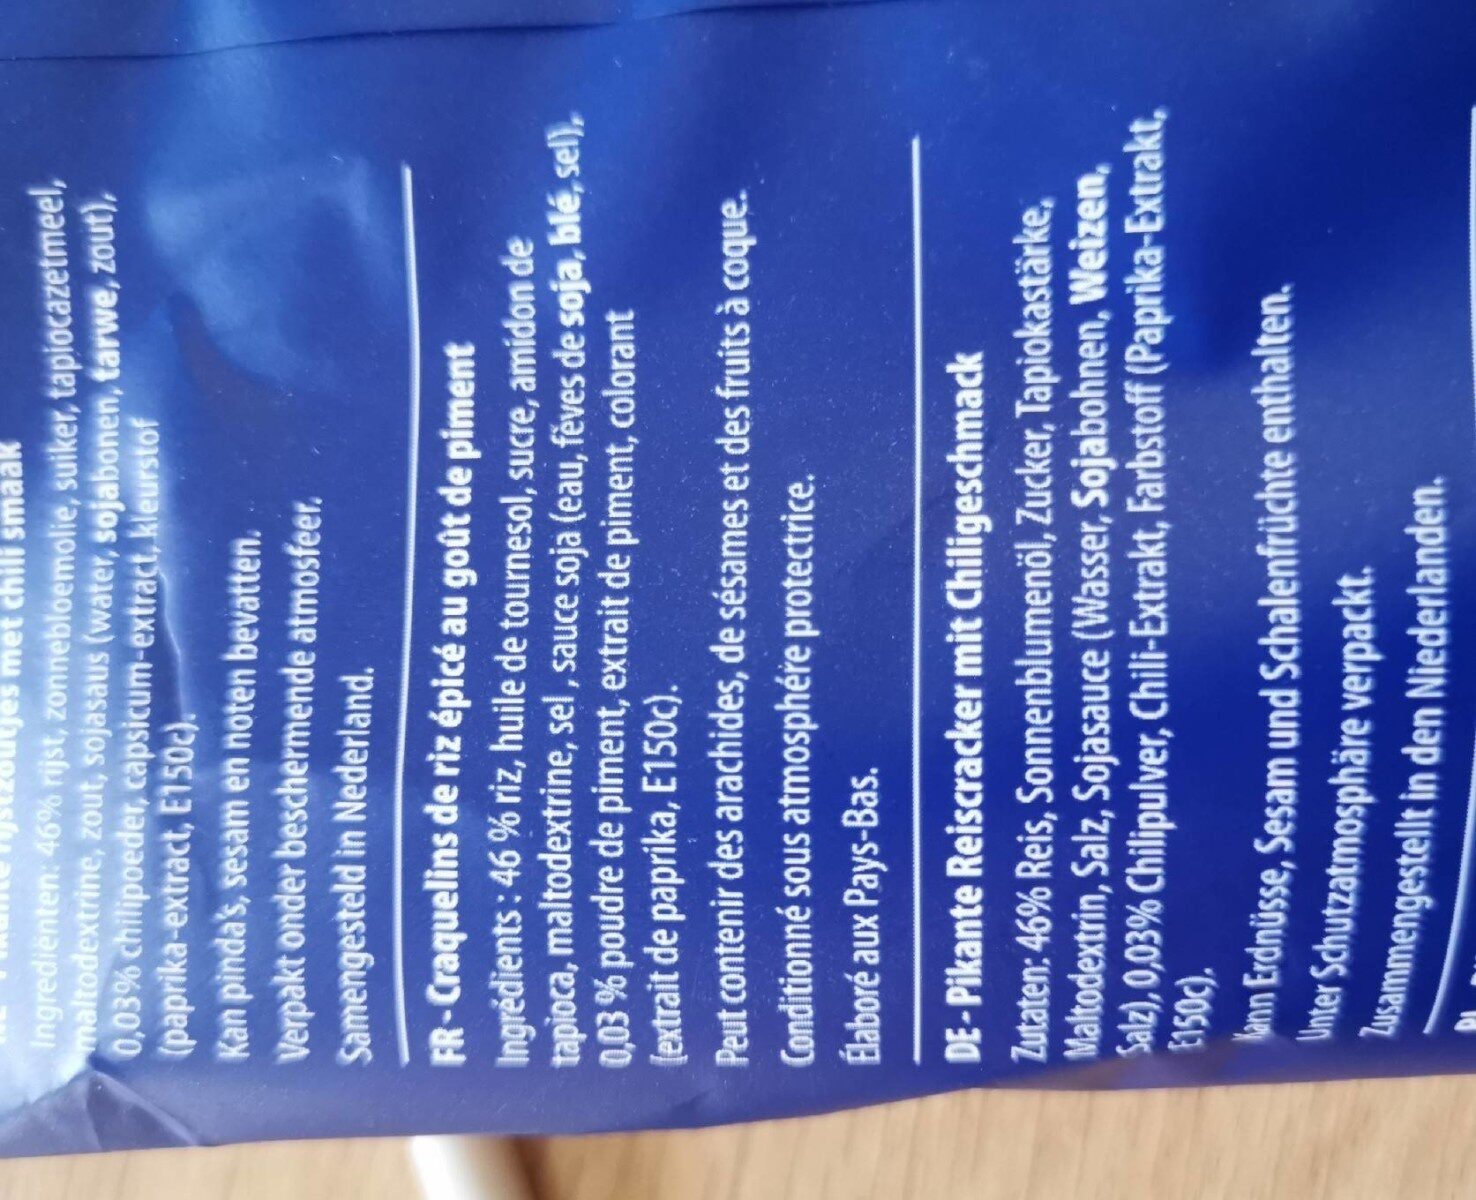 rijstzoutjes met chili smaak
Ingrediënten: 46% rijst, zonnebloemolie, suiker, tapiocazetmeel,
maltodextrine, zout, sojasaus (water, sojabonen, tarwe, zout),
0,03% chilipoeder, capsicum-extract, kleurstof
(paprika-extract, E150c).
Kan pinda's, sesam en noten bevatten.
Verpakt onder beschermende atmosfeer.
Samengesteld in Nederland.
FR - Craquelins de riz épicé au goût de piment
Ingrédients : 46 % riz, huile de tournesol, sucre, amidon de
tapioca, maltodextrine, sel , sauce soja (eau, fèves de soja, blé, sel),
0,03 % poudre de piment, extrait de piment, colorant
(extrait de paprika, E150c).
Peut contenir des arachides, de sésames et des fruits à coque.
Conditionné sous atmosphére protectrice.
Élaboré aux Pays-Bas.
DE - Pikante Reiscracker mit Chiligeschmack
Zutaten: 46% Reis, Sonnenblumenöl, Zucker, Tapiokastärke,
Maltodextrin, Salz, Sojasauce (Wasser, Sojabohnen, Weizen,
Salz), 0,03% Chilipulver, Chili-Extrakt, Farbstoff (Paprika-Extrakt,
E150c).
Kann Erdnüsse, Sesam und Schalenfrüchte enthalten.
Unter Schutzatmosphäre verpackt.
Zusammengestellt in den Niederlanden.